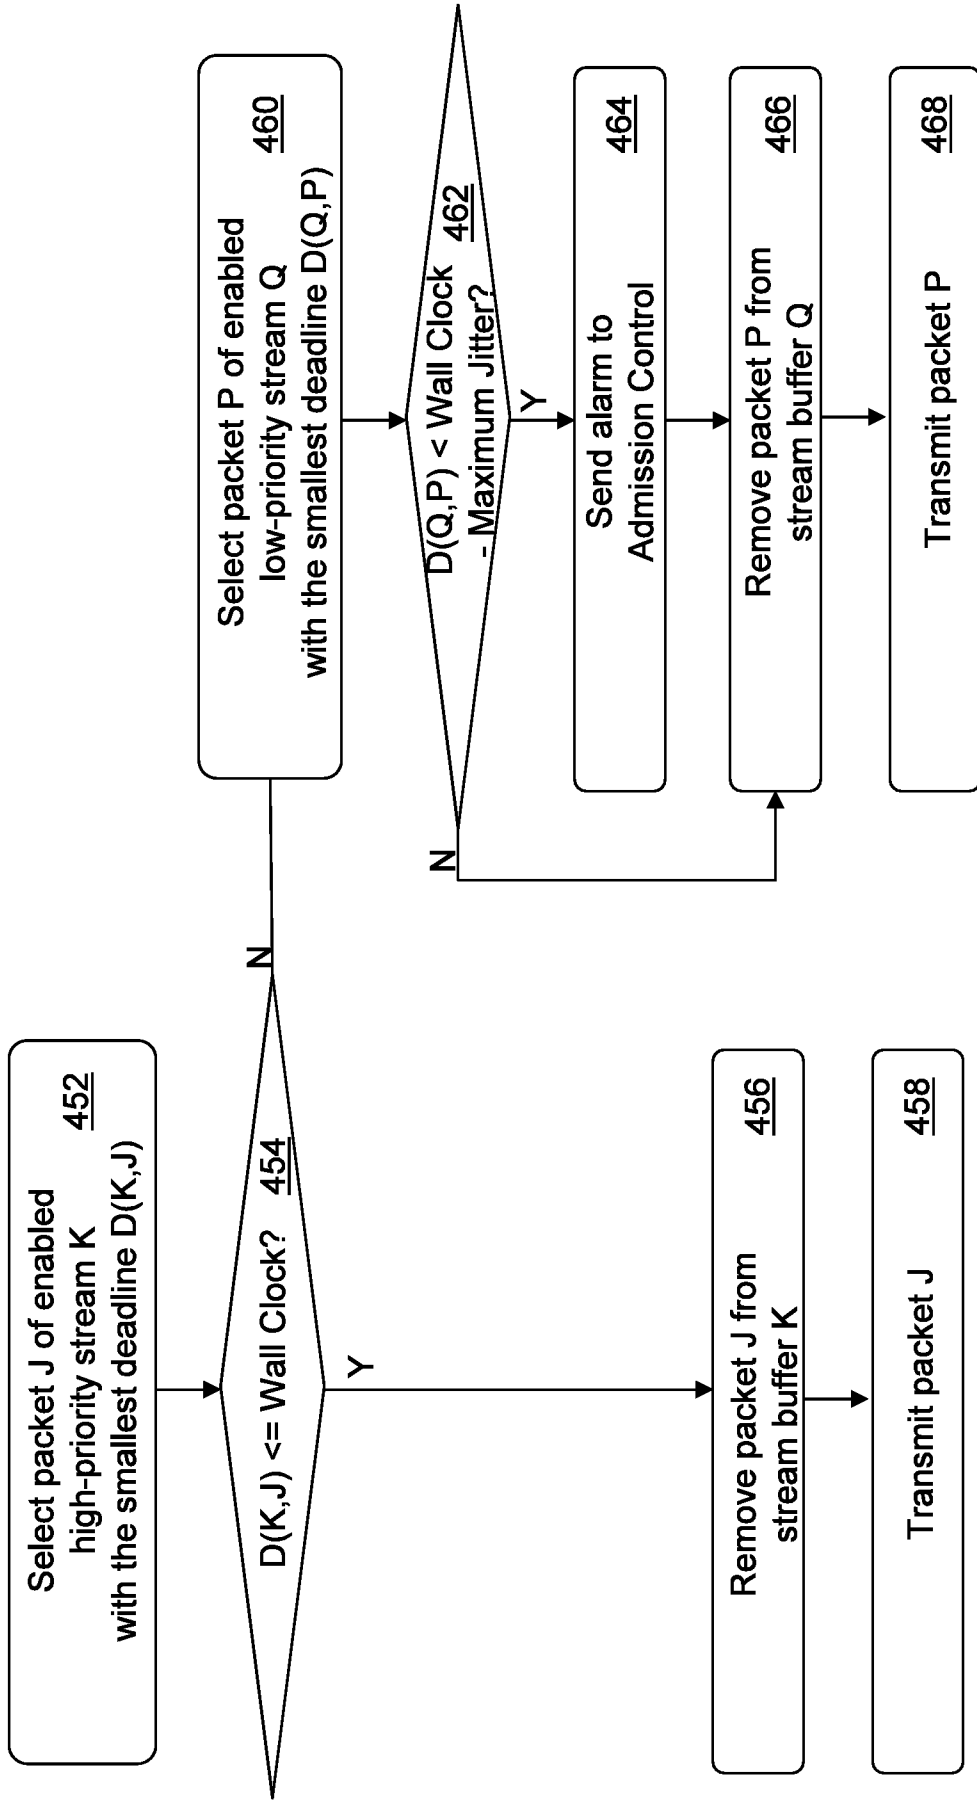 Select packet J of enabled
high-priority stream K
with the smallest deadline D(K,J)
452
D(K,J) <= Wall Clock?
454
N
Y
Remove packet J from
stream buffer K
456
Transmit packet J
458
Select packet P of enabled
low-priority stream Q
with the smallest deadline D(Q,P)
460
D(Q,P) < Wall Clock
- Maximum Jitter?
462
N
Y
Send alarm to
Admission Control
464
Remove packet P from
stream buffer Q
466
Transmit packet P
468